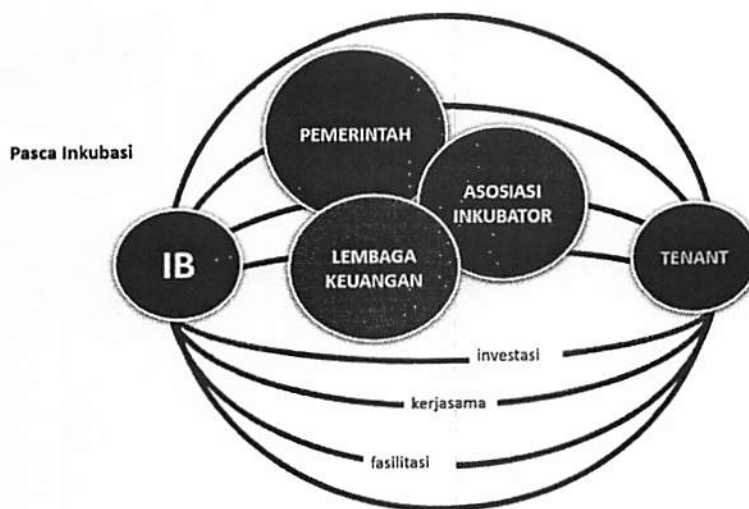 PEMERINTAH
Pasca Inkubasi
ASOSIASI
INKUBATOR
IB
LEMBAGA
KEUANGAN
TENANT
investasi
kerjasama
fasilitasi